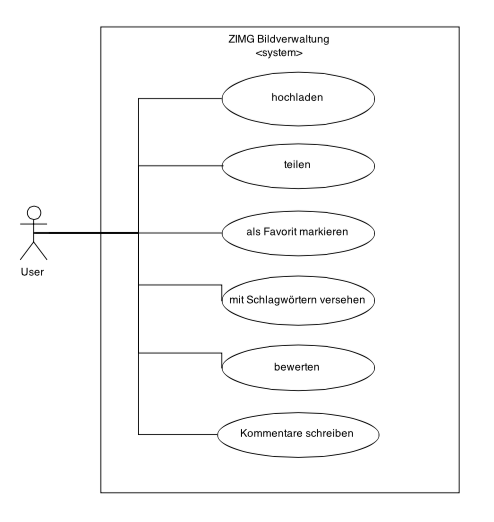 ZIMG Bildverwaltung
<system>
hochladen
teilen
als Favorit markieren
User
mit Schlagwörtern versehen
bewerten
Kommentare schreiben